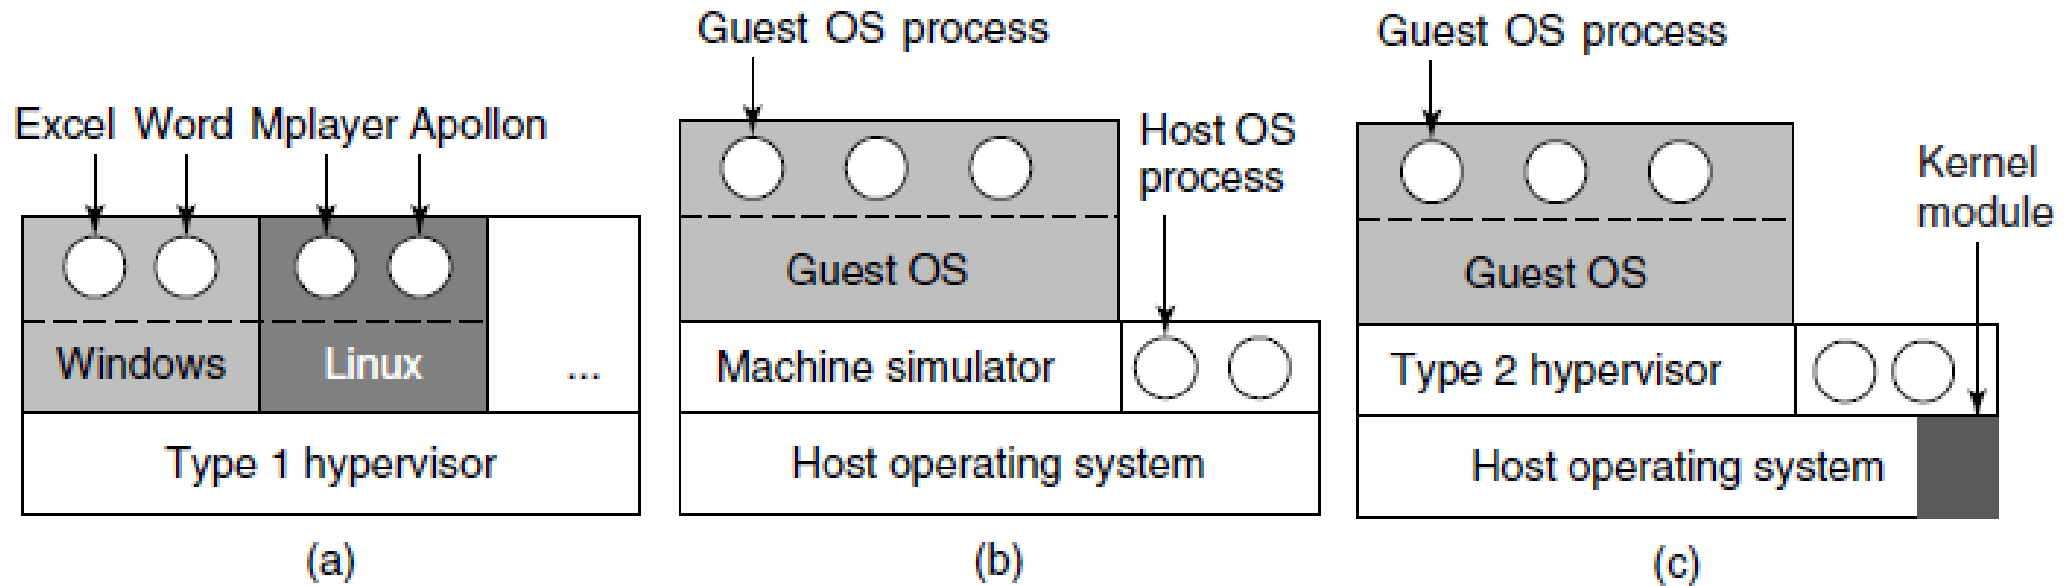 Excel Word Mplayer Apollon
Windows
Linux
...
Type 1 hypervisor
(a)
Guest OS process
Host OS
process
Guest OS
Machine simulator
Host operating system
(b)
Guest OS process
Kernel
module
Guest OS
Type 2 hypervisor
Host operating system
(c)